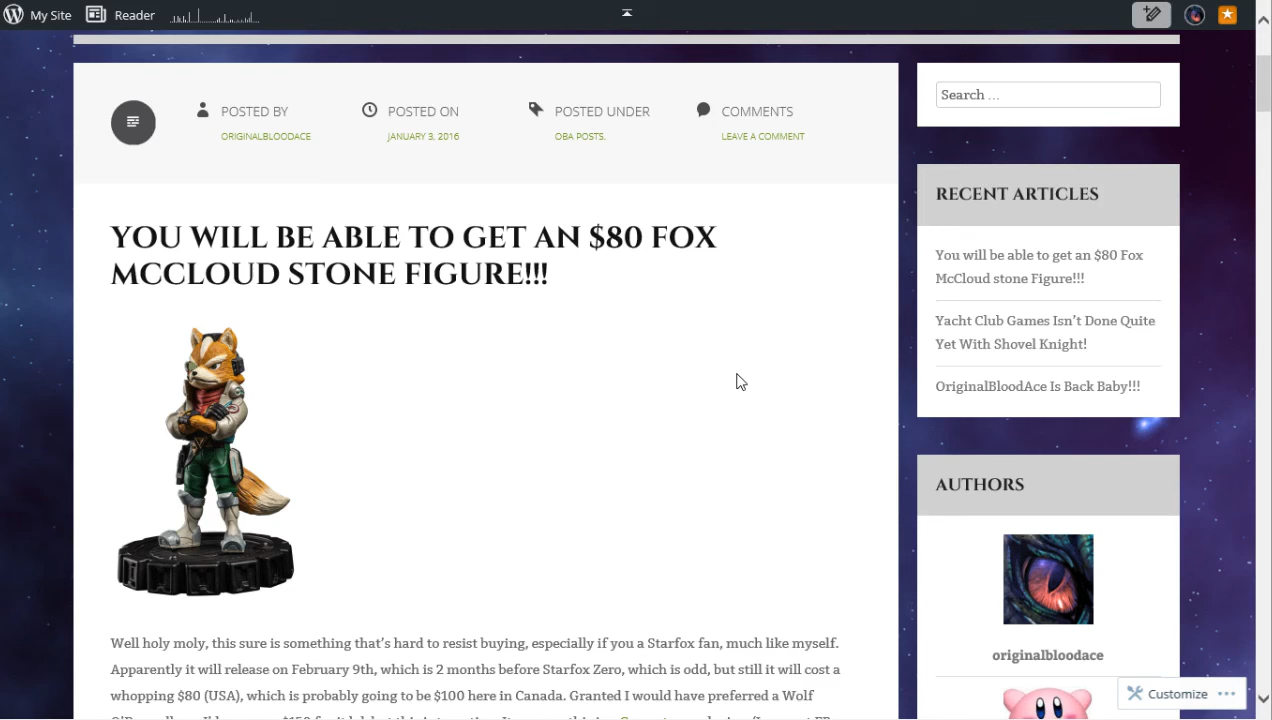 My Site Reader
POSTED BY
ORIGINALBLOODACE
POSTED ON
JANUARY 3, 2016
POSTED UNDER
OBA POSTS.
COMMENTS
LEAVE A COMMENT
YOU WILL BE ABLE TO GET AN $80 FOX
MCCLOUD STONE FIGURE!!!
Well holy moly, this sure is something that's hard to resist buying, especially if you a Starfox fan, much like myself.
Apparently it will release on February 9th, which is 2 months before Starfox Zero, which is odd, but still it will cost a
whopping $80 (USA), which is probably going to be $100 here in Canada. Granted I would have preferred a Wolf
Search ...
RECENT ARTICLES
You will be able to get an $80 Fox
McCloud stone Figure!!!
Yacht Club Games Isn't Done Quite
Yet With Shovel Knight!
OriginalBloodAce Is Back Baby!!!
AUTHORS
originalbloodace
Customize